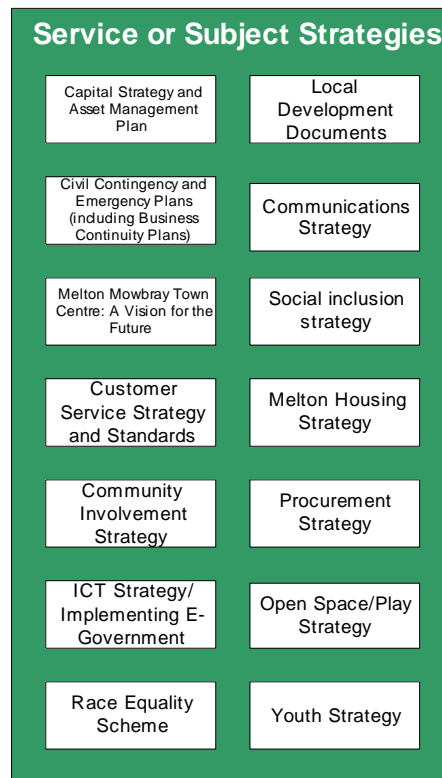 Service or Subject Strategies
Capital Strategy and
Asset Management
Plan
Local
Development
Documents
Civil Contingency and
Emergency Plans
(including Business
Continuity Plans)
Communications
Strategy
Melton Mowbray Town
Centre: A Vision for the
Future
Social inclusion
strategy
Customer
Service Strategy
and Standards
Melton Housing
Strategy
Community
Involvement
Strategy
Procurement
Strategy
ICT Strategy/
Implementing E-
Government
Open Space/Play
Strategy
Race Equality
Scheme
Youth Strategy